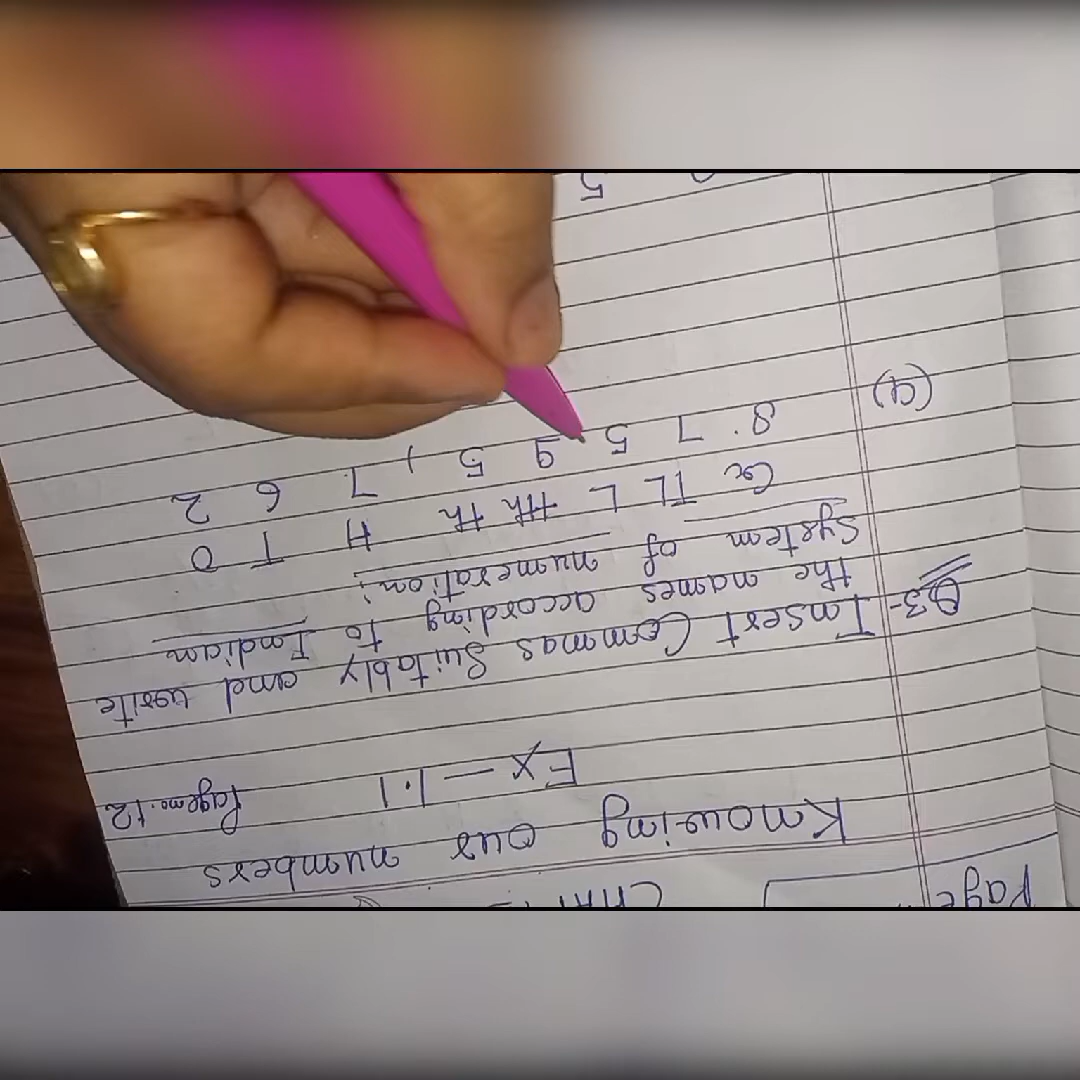 Page
Knowing our numbers
Ex - 1.1 Page no. 12
Q3- Insert Commas Suitably and write
the names according to Indian
System of numeration:
Cr TL L TTh Th H T O
(a) 8 7 5 9 5 , 7 6 2
5